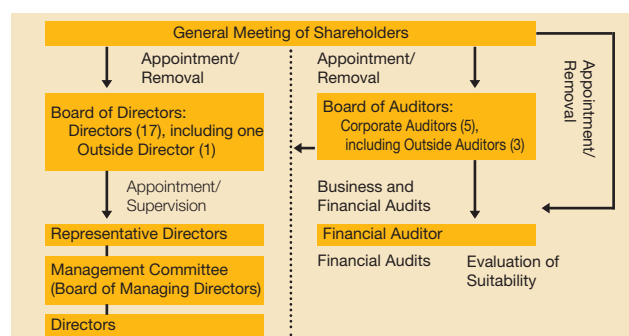 General Meeting of Shareholders
Appointment/
Removal
Appointment/
Removal
Appointment/
Removal
Board of Directors:
Directors (17), including one
Outside Director (1)
Board of Auditors:
Corporate Auditors (5),
including Outside Auditors (3)
Appointment/
Supervision
Business and
Financial Audits
Representative Directors
Financial Auditor
Management Committee
(Board of Managing Directors)
Financial Audits
Evaluation of
Suitability
Directors